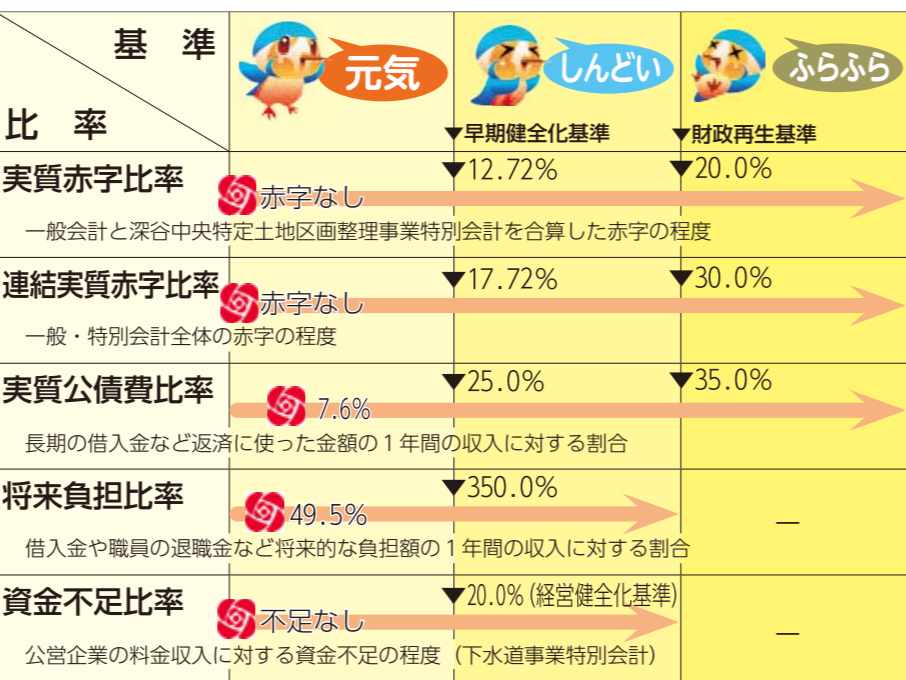 基 準
比 率
元気
しんどい
ふらふら
▼早期健全化基準
▼財政再生基準
実質赤字比率
赤字なし
▼12.72%
▼20.0%
一般会計と深谷中央特定土地区画整理事業特別会計を合算した赤字の程度
連結実質赤字比率
赤字なし
▼17.72%
▼30.0%
一般・特別会計全体の赤字の程度
実質公債費比率
7.6%
▼25.0%
▼35.0%
長期の借入金など返済に使った金額の1年間の収入に対する割合
将来負担比率
49.5%
▼350.0%
―
借入金や職員の退職金など将来的な負担額の1年間の収入に対する割合
資金不足比率
不足なし
▼20.0%(経営健全化基準)
―
公営企業の料金収入に対する資金不足の程度(下水道事業特別会計)